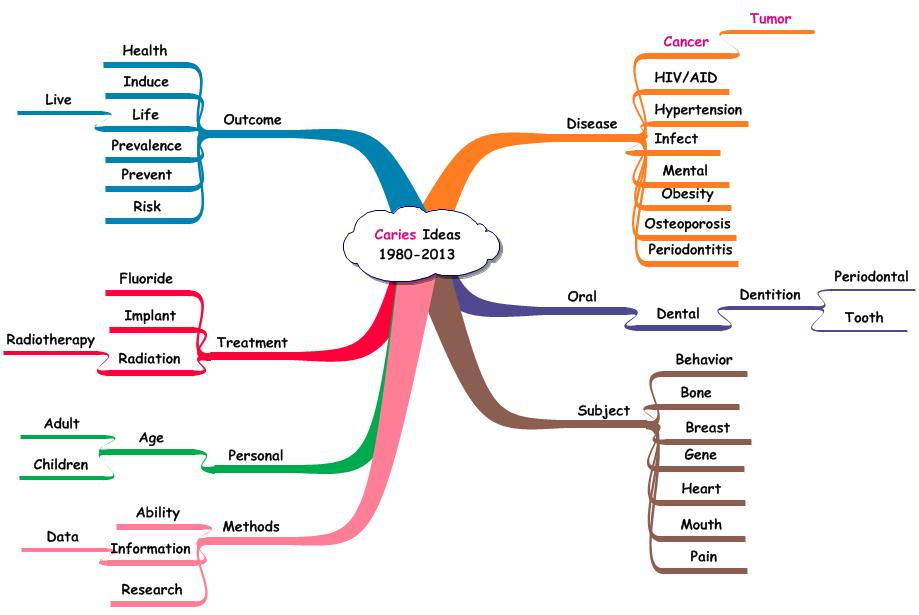 Caries Ideas
1980-2013
Outcome
Health
Induce
Life
Live
Prevalence
Prevent
Risk
Treatment
Fluoride
Implant
Radiation
Radiotherapy
Personal
Age
Adult
Children
Methods
Ability
Information
Data
Research
Disease
Cancer
Tumor
HIV/AID
Hypertension
Infect
Mental
Obesity
Osteoporosis
Periodontitis
Oral
Dental
Dentition
Periodontal
Tooth
Subject
Behavior
Bone
Breast
Gene
Heart
Mouth
Pain